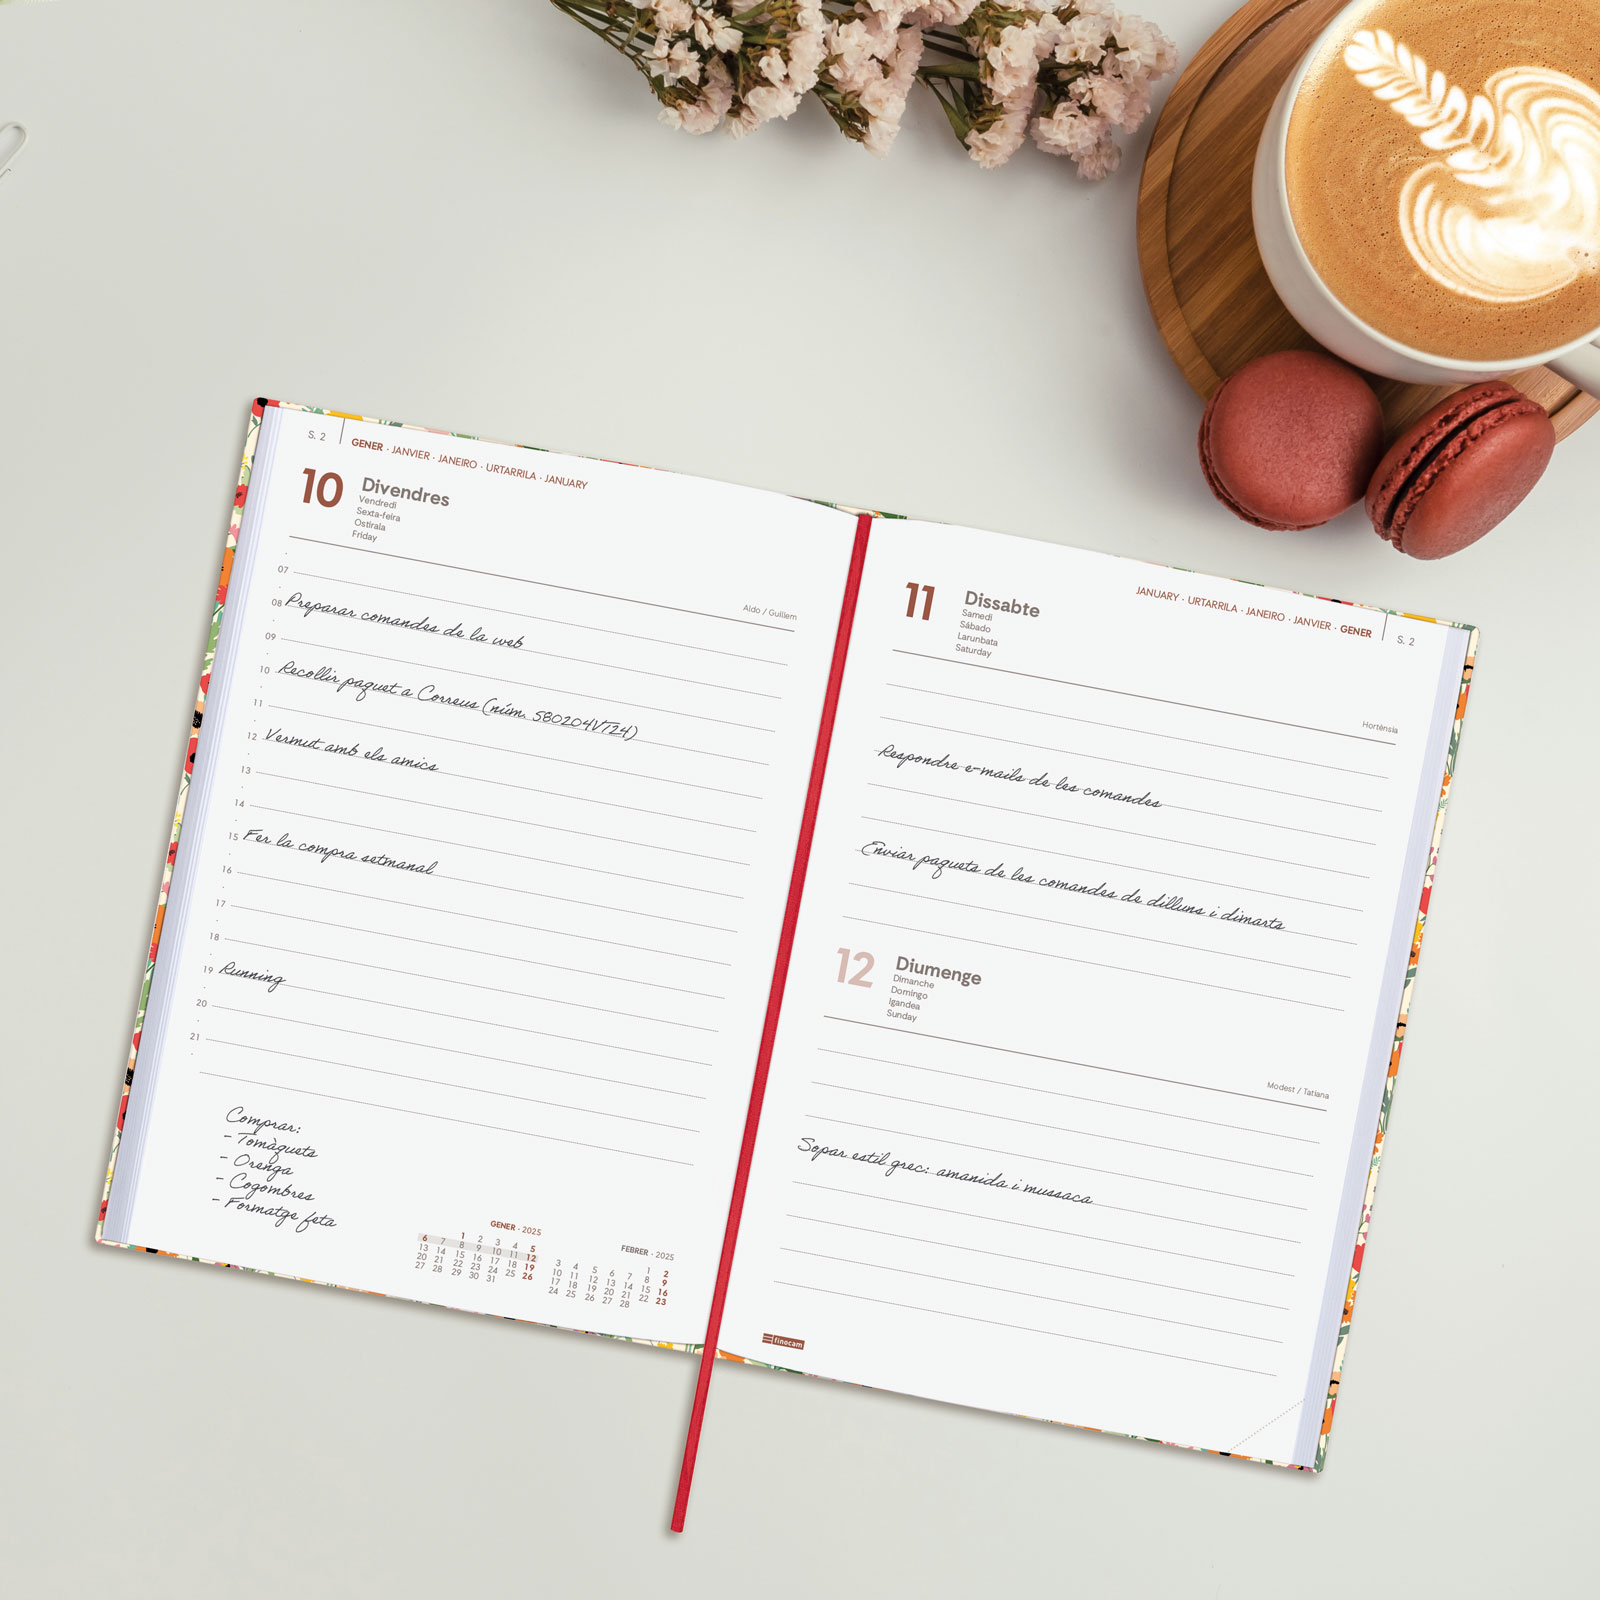 S. 2
GENER · JANVIER · JANEIRO · URTARRILA · JANUARY
10 Divendres
Vendredi
Sexta-feira
Ostirala
Friday
Aldo / Guillem
07
08 Preparar comandes de la web
09
10 Recollir paquet a Correus (núm. 580204V724)
11
12 Vermut amb els amics
13
14
15 Fer la compra setmanal
16
17
18
19 Running
20
21
Comprar:
- Tomàquets
- Orenga
- Cogombres
- Formatge feta
GENER · 2025
1 2 3 4 5
6 7 8 9 10 11 12
13 14 15 16 17 18 19
20 21 22 23 24 25 26
27 28 29 30 31
FEBRER · 2025
1 2
3 4 5 6 7 8 9
10 11 12 13 14 15 16
17 18 19 20 21 22 23
24 25 26 27 28
JANUARY · URTARRILA · JANEIRO · JANVIER · GENER
S. 2
11 Dissabte
Samedi
Sábado
Larunbata
Saturday
Hortènsia
Respondre e-mails de les comandes
Enviar paquets de les comandes de dilluns i dimarts
12 Diumenge
Dimanche
Domingo
Igandea
Sunday
Modest / Tatiana
Sopar estil grec: amanida i mussaca
finocam